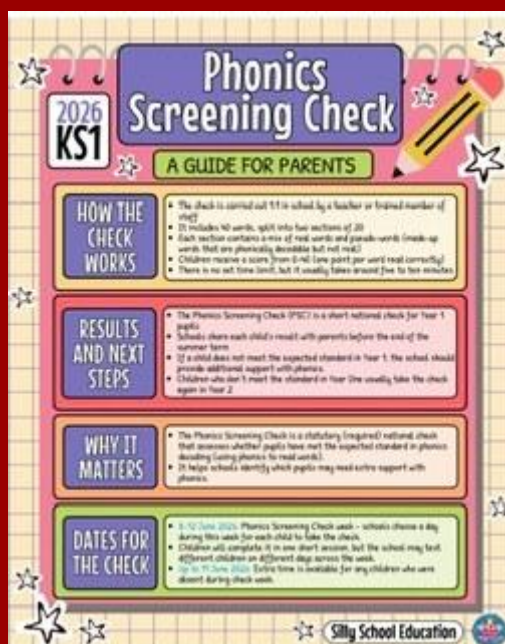 Phonics
Screening Check
2026
KS1
A GUIDE FOR PARENTS
HOW THE
CHECK
WORKS
• The check is carried out 1:1 in school by a teacher or trained member of
staff
• It includes 40 words, split into two sections of 20
• Each section contains a mix of real words and pseudo-words (made-up
words that are phonically decodable but not real)
• Children receive a score from 0-40 (one point per word read correctly)
• There is no set time limit, but it usually takes around five to ten minutes
RESULTS
AND NEXT
STEPS
• The Phonics Screening Check (PSC) is a short national check for Year 1
pupils
• Schools share each child's result with parents before the end of the
summer term
• If a child does not meet the expected standard in Year 1, the school should
provide additional support with phonics.
• Children who don't meet the standard in Year One usually take the check
again in Year 2
WHY IT
MATTERS
• The Phonics Screening Check is a statutory (required) national check
that assesses whether pupils have met the expected standard in phonics
decoding (using phonics to read words).
• It helps schools identify which pupils may need extra support with
phonics.
DATES FOR
THE CHECK
• 8-12 June 2026: Phonics Screening Check week - schools choose a day
during this week for each child to take the check.
• Children will complete it in one short session, but the school may test
different children on different days across the week.
• Up to 19 June 2026: Extra time is available for any children who were
absent during check week.
Silly School Education